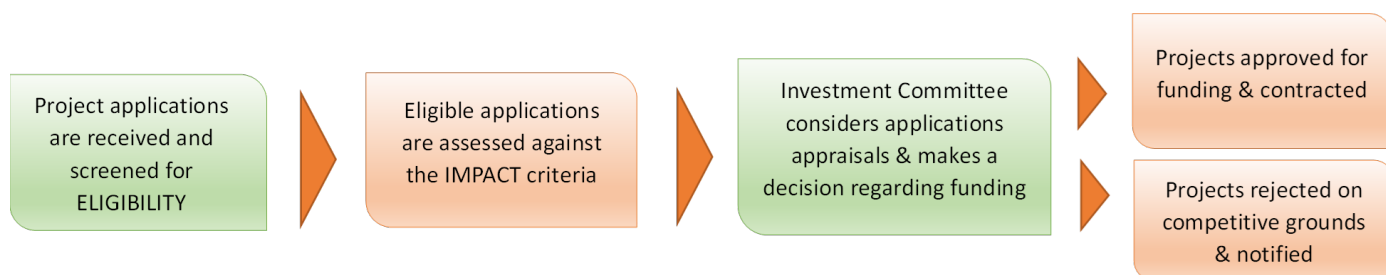 Project applications
are received and
screened for
ELIGIBILITY
Eligible applications
are assessed against
the IMPACT criteria
Investment Committee
considers applications
appraisals & makes a
decision regarding funding
Projects approved for
funding & contracted
Projects rejected on
competitive grounds
& notified